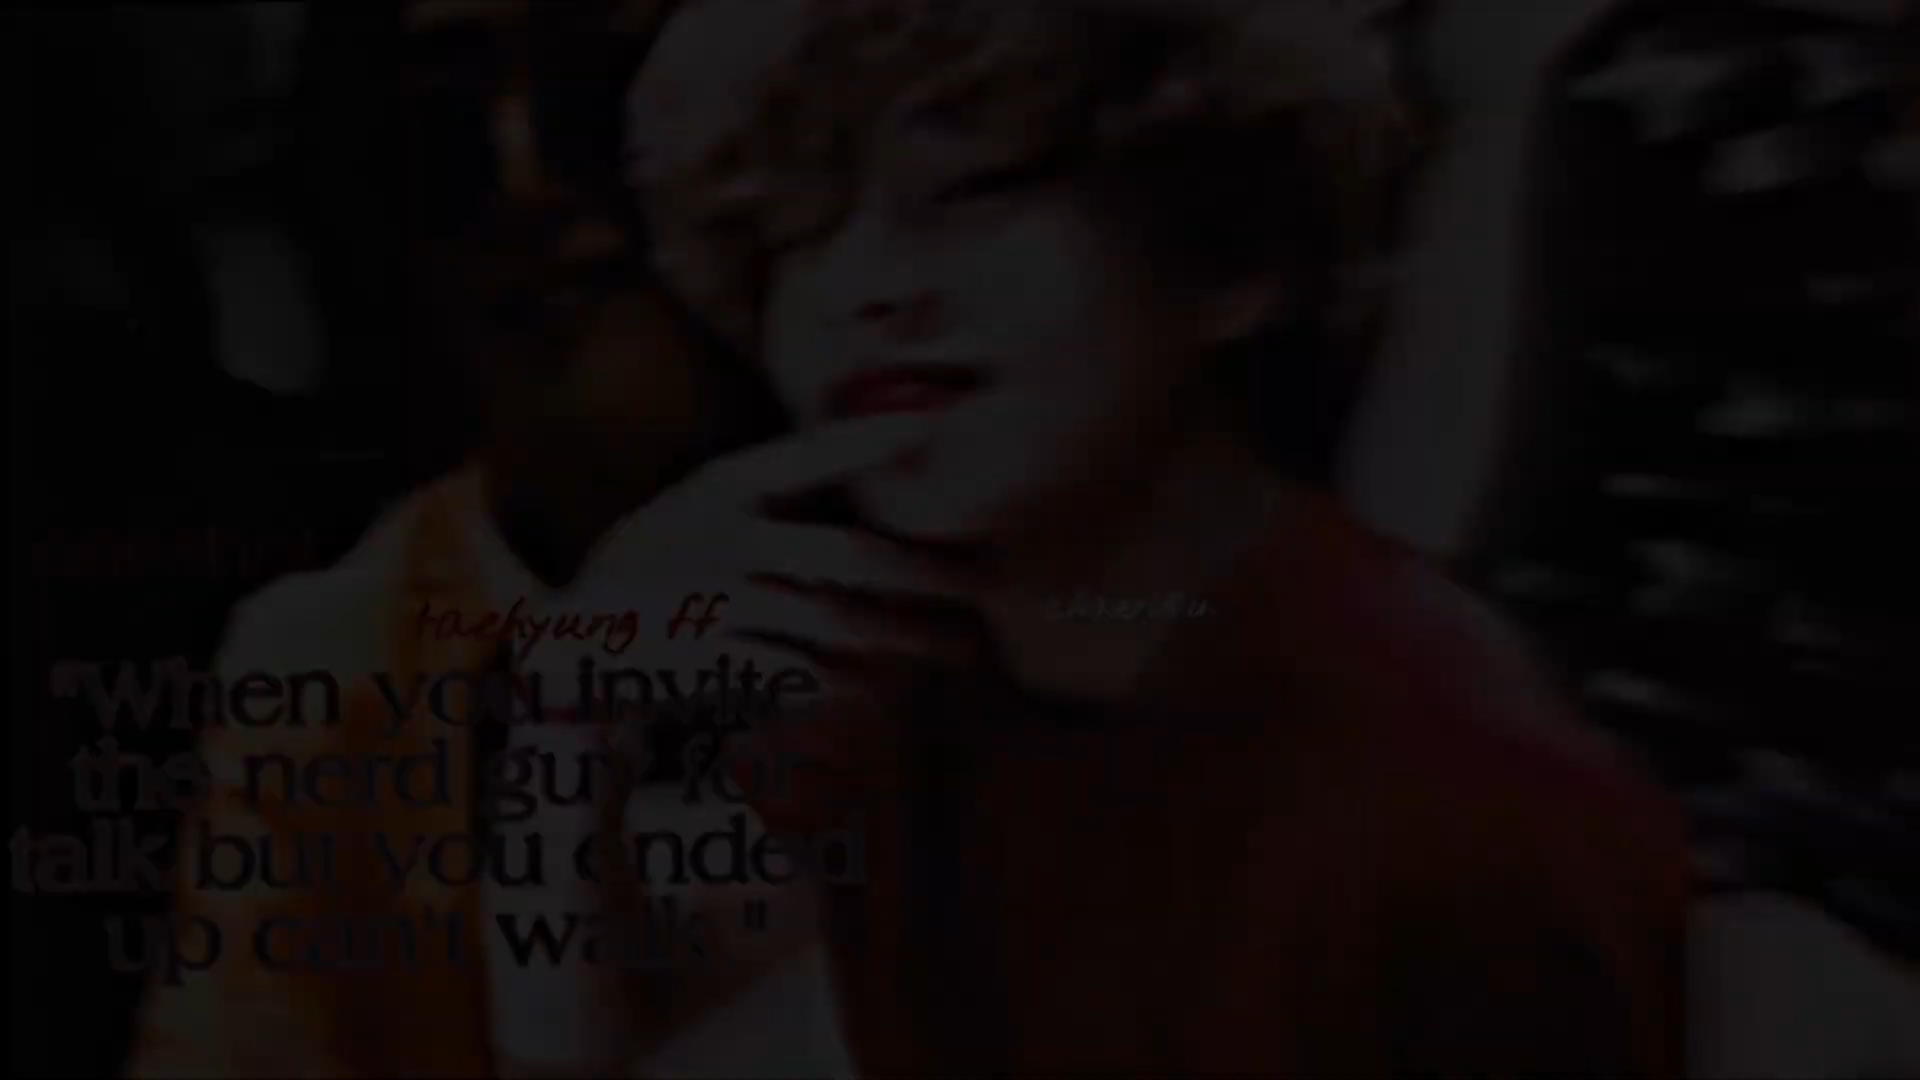 taehyung ff
"When you invite
the nerd guy for
talk but you ended
up can't walk "